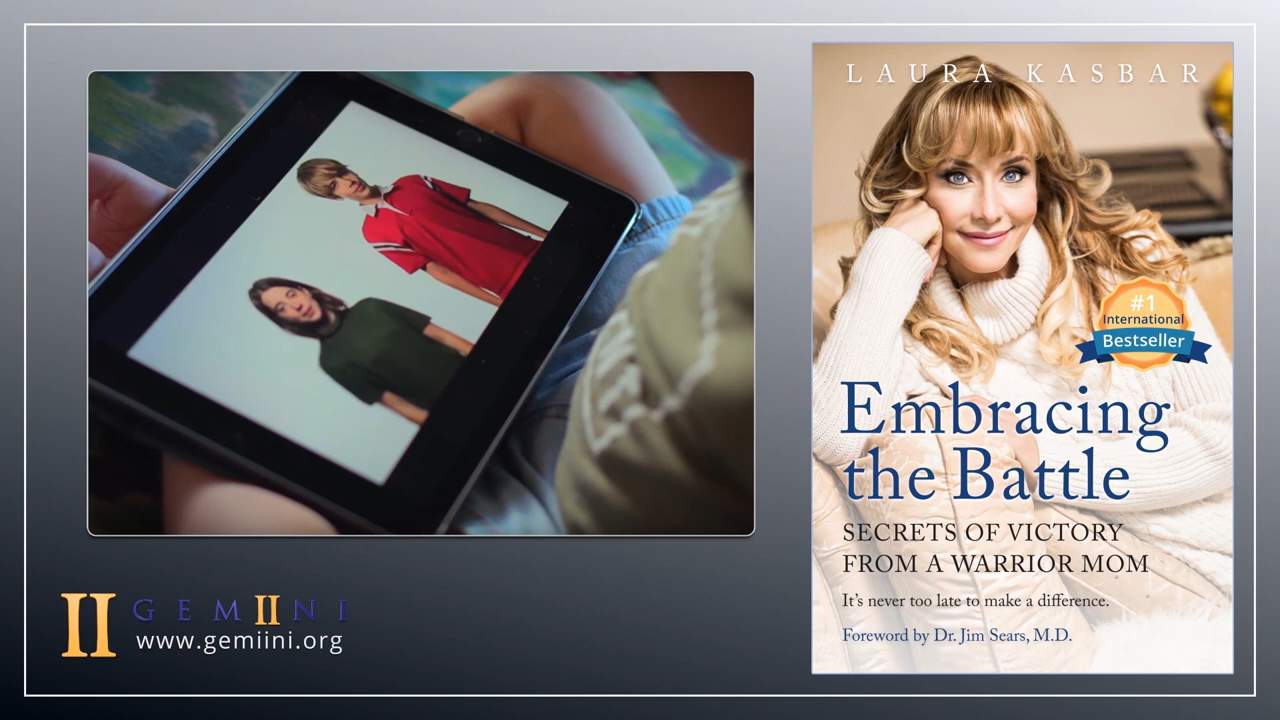 II GEMIINI
www.gemiini.org
LAURA KASBAR
#1
International
Bestseller
Embracing
the Battle
SECRETS OF VICTORY
FROM A WARRIOR MOM
It's never too late to make a difference.
Foreword by Dr. Jim Sears, M.D.